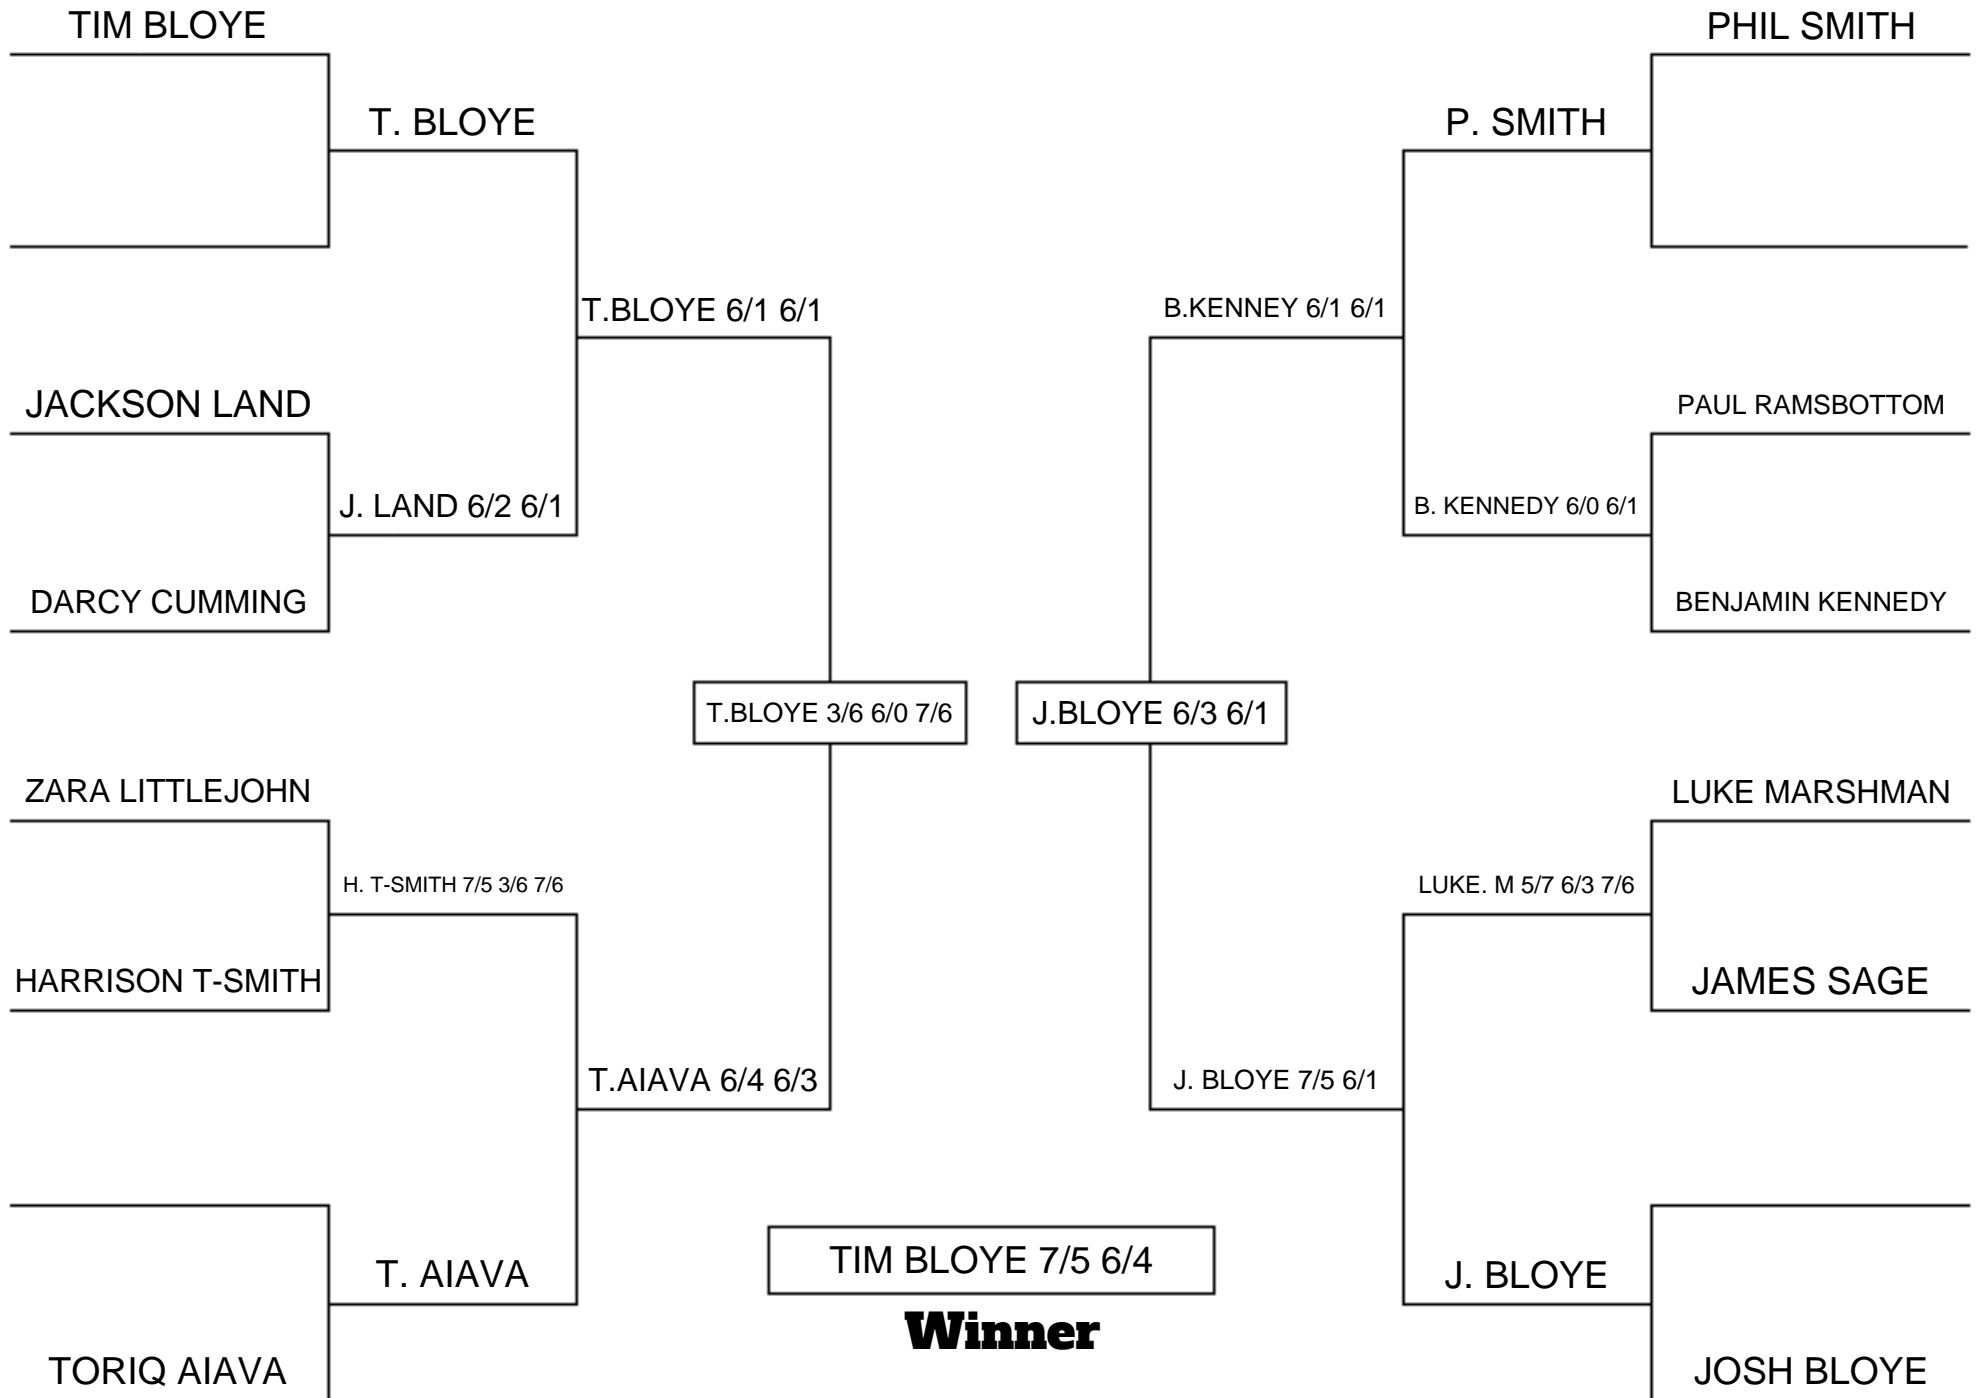 TIM BLOYE
PHIL SMITH
T. BLOYE
P. SMITH
T.BLOYE 6/1 6/1
B.KENNEY 6/1 6/1
JACKSON LAND
PAUL RAMSBOTTOM
J. LAND 6/2 6/1
B. KENNEDY 6/0 6/1
DARCY CUMMING
BENJAMIN KENNEDY
T.BLOYE 3/6 6/0 7/6
J.BLOYE 6/3 6/1
ZARA LITTLEJOHN
LUKE MARSHMAN
H. T-SMITH 7/5 3/6 7/6
LUKE. M 5/7 6/3 7/6
HARRISON T-SMITH
JAMES SAGE
T.AIAVA 6/4 6/3
J. BLOYE 7/5 6/1
TIM BLOYE 7/5 6/4
T. AIAVA
J. BLOYE
Winner
TORIQ AIAVA
JOSH BLOYE